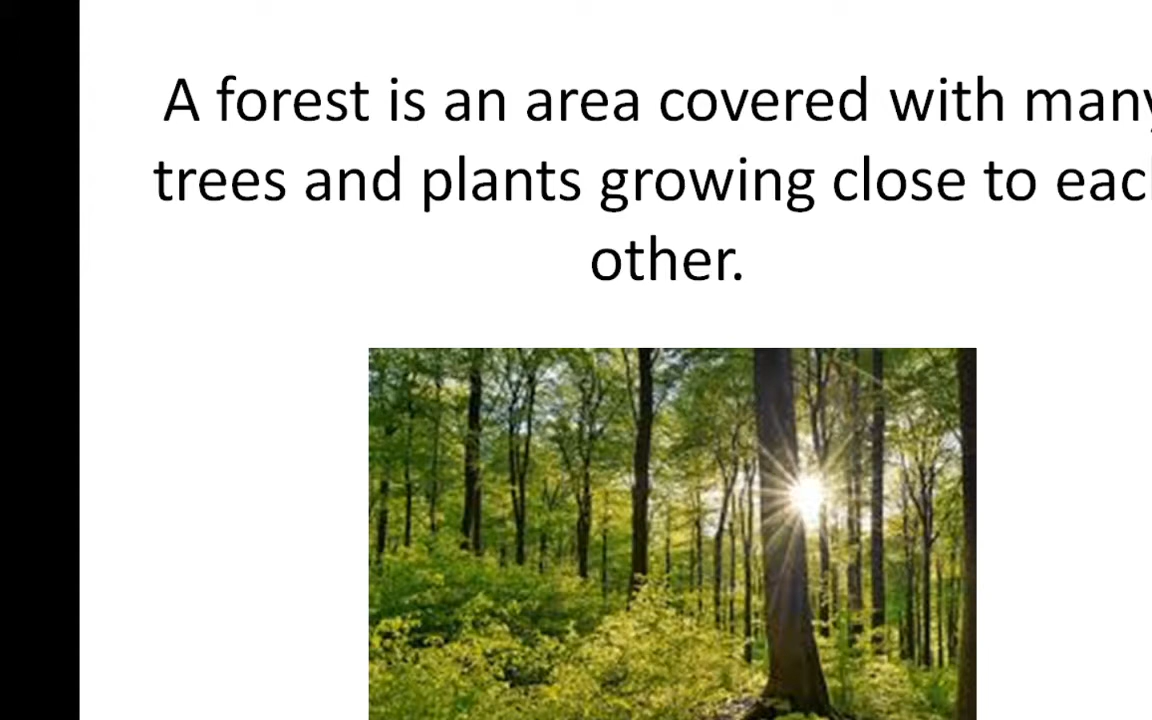 A forest is an area covered with many
trees and plants growing close to each
other.